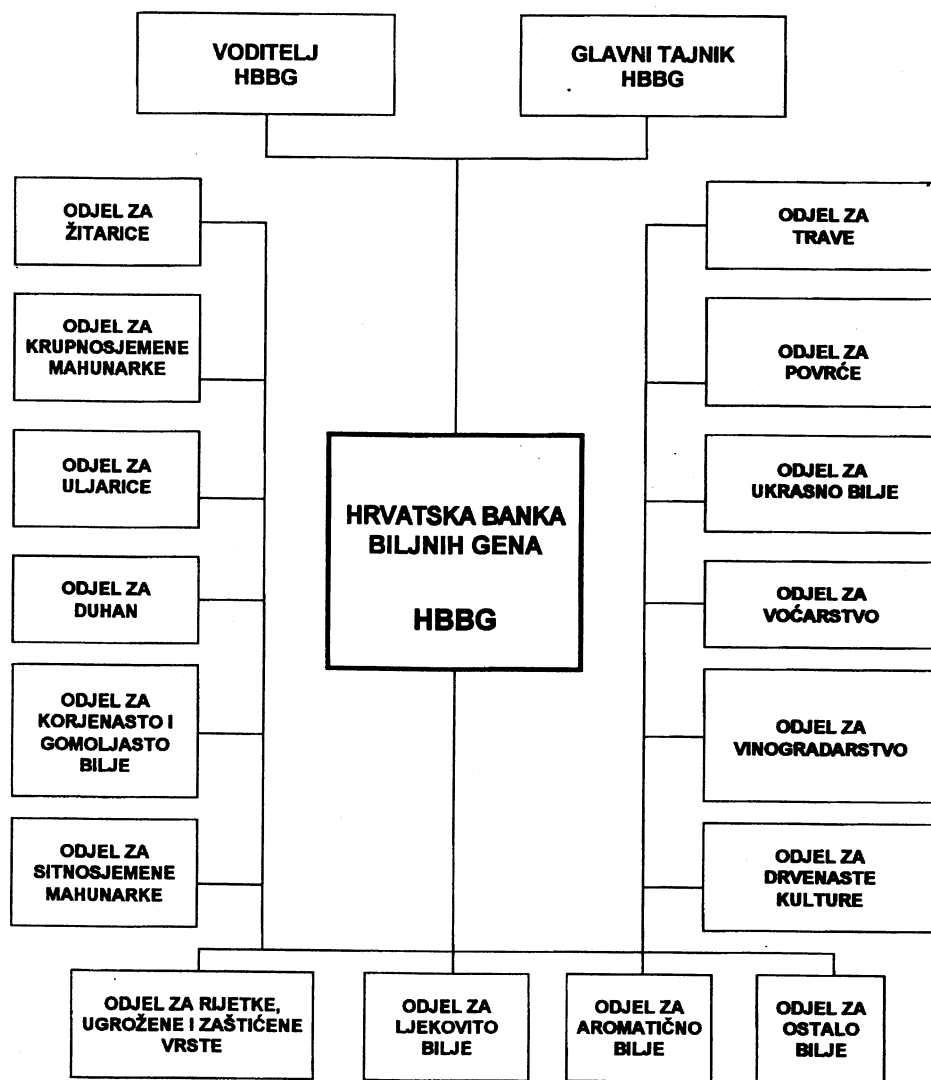 VODITELJ
HBBG
GLAVNI TAJNIK
HBBG
ODJEL ZA
ŽITARICE
ODJEL ZA
TRAVE
ODJEL ZA
KRUPNOSJEMENE
MAHUNARKE
ODJEL ZA
POVRĆE
ODJEL ZA
ULJARICE
ODJEL ZA
UKRASNO BILJE
HRVATSKA BANKA
BILJNIH GENA
HBBG
ODJEL ZA
DUHAN
ODJEL ZA
VOĆARSTVO
ODJEL ZA
KORJENASTO I
GOMOLJASTO
BILJE
ODJEL ZA
VINOGRADARSTVO
ODJEL ZA
SITNOSJEMENE
MAHUNARKE
ODJEL ZA
DRVENASTE
KULTURE
ODJEL ZA RIJETKE,
UGROŽENE I ZAŠTIĆENE
VRSTE
ODJEL ZA
LJEKOVITO
BILJE
ODJEL ZA
AROMATIČNO
BILJE
ODJEL ZA
OSTALO
BILJE